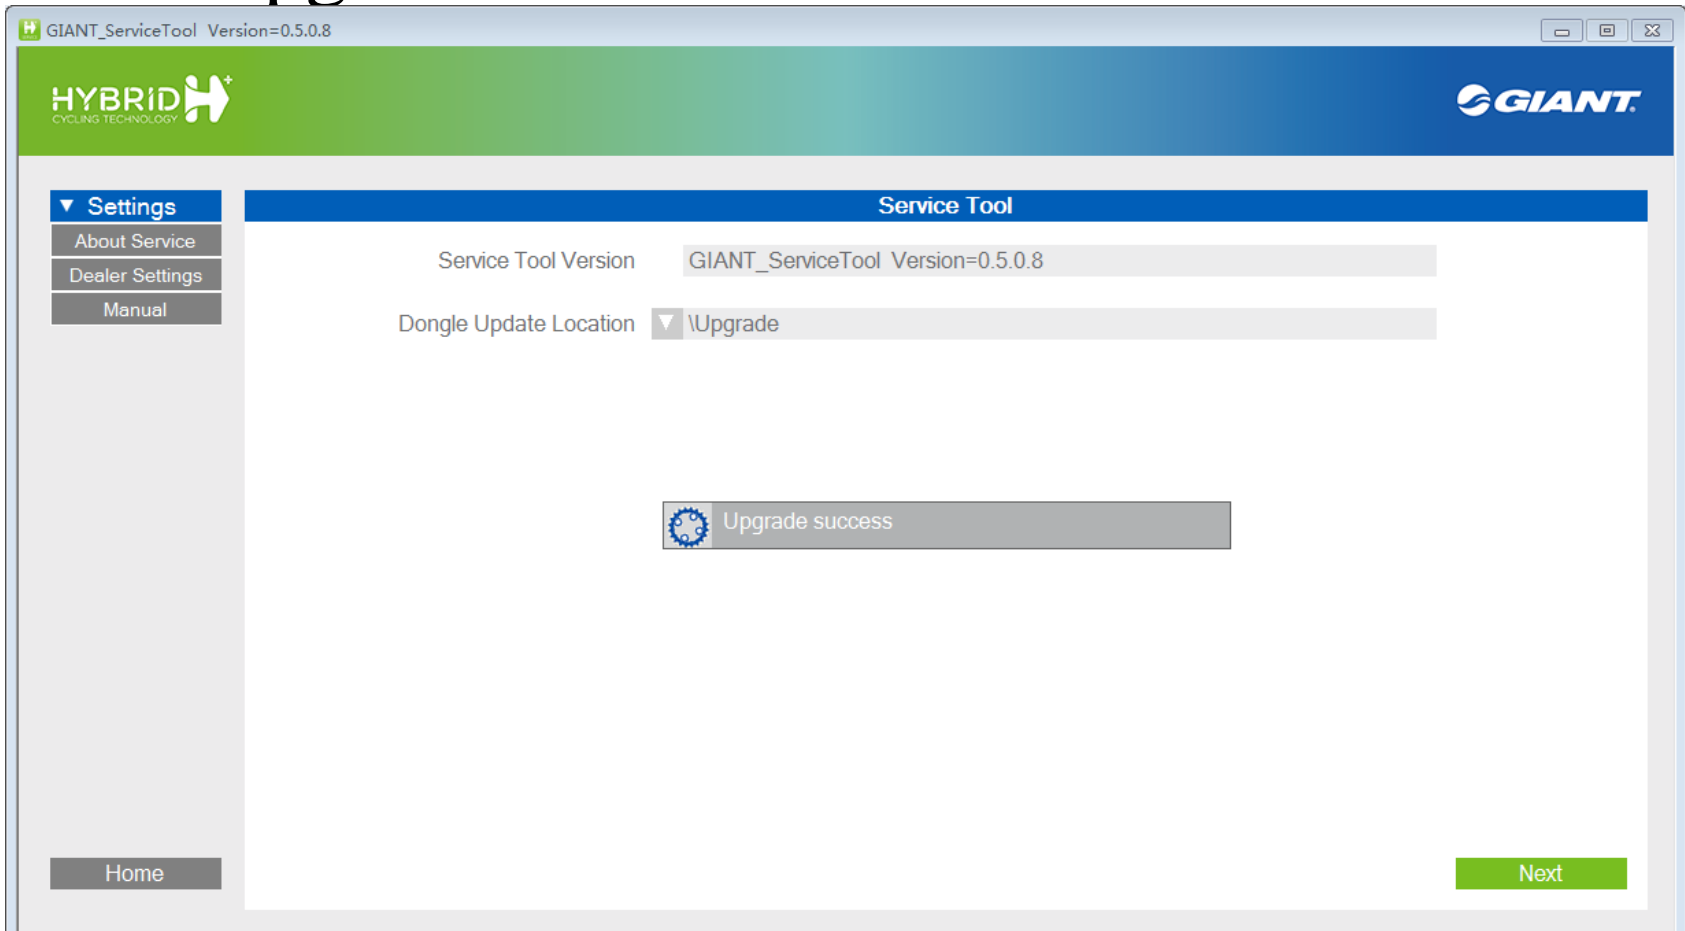 GIANT_ServiceTool Version=0.5.0.8
HYBRID H+
CYCLING TECHNOLOGY
GIANT.
Settings
Service Tool
About Service
Dealer Settings
Manual
Service Tool Version GIANT_ServiceTool Version=0.5.0.8
Dongle Update Location \Upgrade
Upgrade success
Home
Next